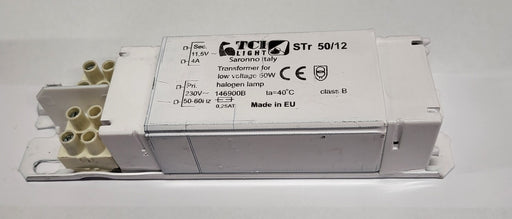 Sec.
11,5V~
4A
TCI
LIGHT
Saronno Italy
STr 50/12
Transformer for
low voltage 50W
halogen lamp
Pri.
230V~
50-60Hz
146900B
0,25AT
ta=40°C
class. B
CE
Made in EU